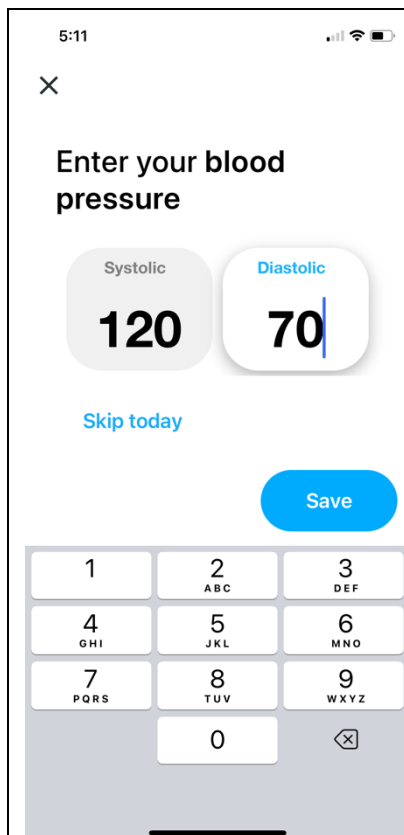 5:11
Enter your blood
pressure
Systolic Diastolic
120 70
Skip today
Save
1 2 3
ABC DEF
4 5 6
GHI JKL MNO
7 8 9
PQRS TUV WXYZ
0